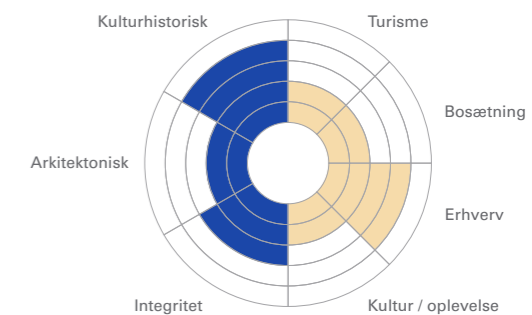 Kulturhistorisk
Turisme
Bosætning
Arkitektonisk
Erhverv
Integritet
Kultur / oplevelse